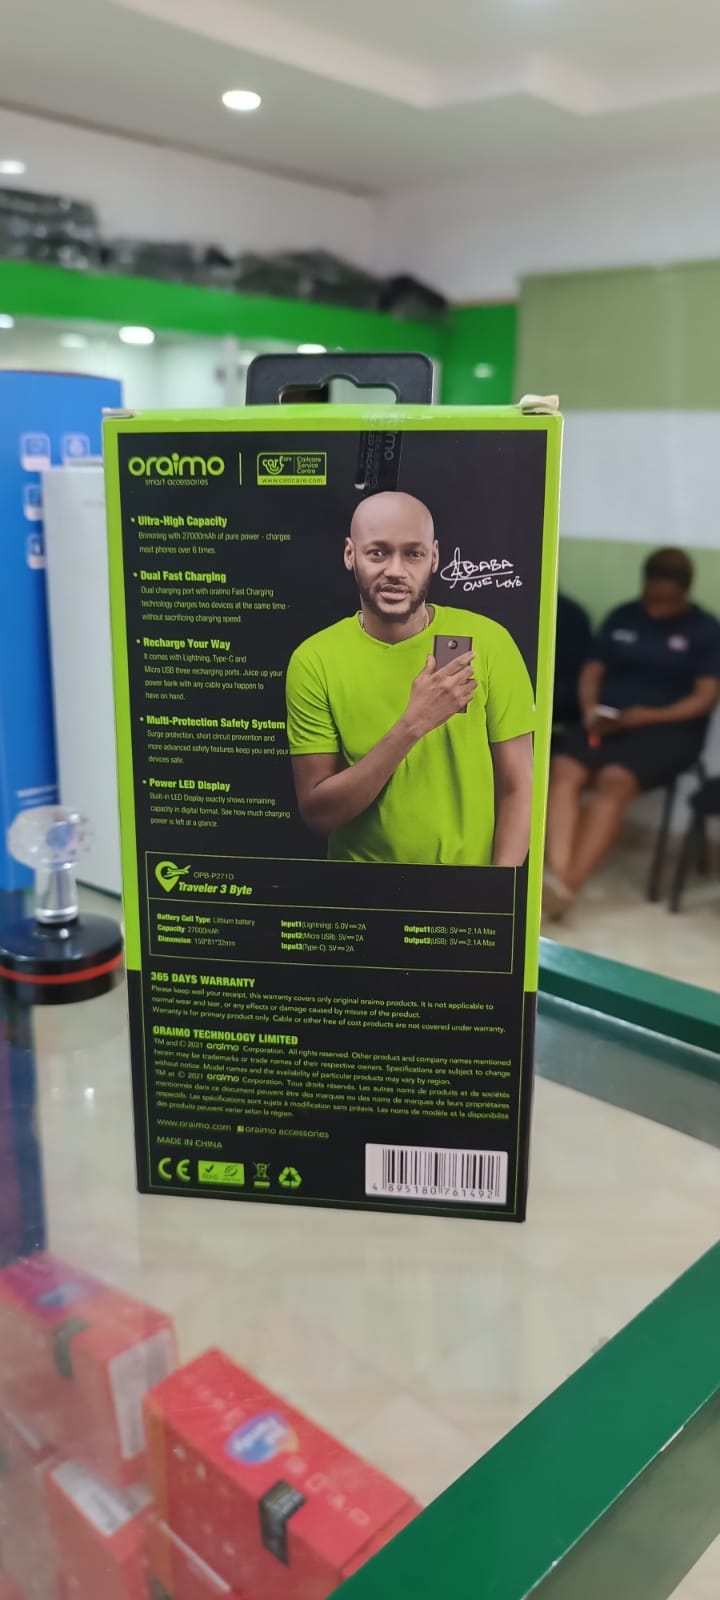 oraimo
smart accessories
carlcare
Carlcare
Service
Centre
www.carlcare.com
• Ultra-High Capacity
Brimming with 27000mAh of pure power - charges
most phones over 6 times.
• Dual Fast Charging
Dual charging port with oraimo Fast Charging
technology charges two devices at the same time -
without sacrificing charging speed.
• Recharge Your Way
It comes with Lightning, Type-C and
Micro USB three recharging ports. Juice up your
power bank with any cable you happen to
have on hand.
• Multi-Protection Safety System
Surge protection, short circuit prevention and
more advanced safety features keep you and your
devices safe.
• Power LED Display
Built-in LED Display exactly shows remaining
capacity in digital format. See how much charging
power is left at a glance.
ABABA
ONE LOVE
OPB-P271D
Traveler 3 Byte
Battery Cell Type: Lithium battery
Capacity: 27000mAh
Dimension: 159*81*32mm
Input1(Lightning): 5.0V⎓2A
Input2(Micro USB): 5V⎓2A
Input3(Type-C): 5V⎓2A
Output1(USB): 5V⎓2.1A Max
Output2(USB): 5V⎓2.1A Max
365 DAYS WARRANTY
Please keep well your receipt, this warranty covers only original oraimo products. It is not applicable to
normal wear and tear, or any effects or damage caused by misuse of the product.
Warranty is for primary product only. Cable or other free of cost products are not covered under warranty.
ORAIMO TECHNOLOGY LIMITED
TM and © 2021 oraimo Corporation. All rights reserved. Other product and company names mentioned
herein may be trademarks or trade names of their respective owners. Specifications are subject to change
without notice. Model names and the availability of particular products may vary by region.
TM et © 2021 oraimo Corporation. Tous droits réservés. Les autres noms de produits et de sociétés
mentionnés dans ce document peuvent être des marques ou des noms de marques de leurs propriétaires
respectifs. Les spécifications sont sujets à modification sans préavis. Les noms de modèle et la disponibilité
des produits peuvent varier selon la région.
www.oraimo.com oraimo accessories
MADE IN CHINA
CE
RoHS
4 895180 761492